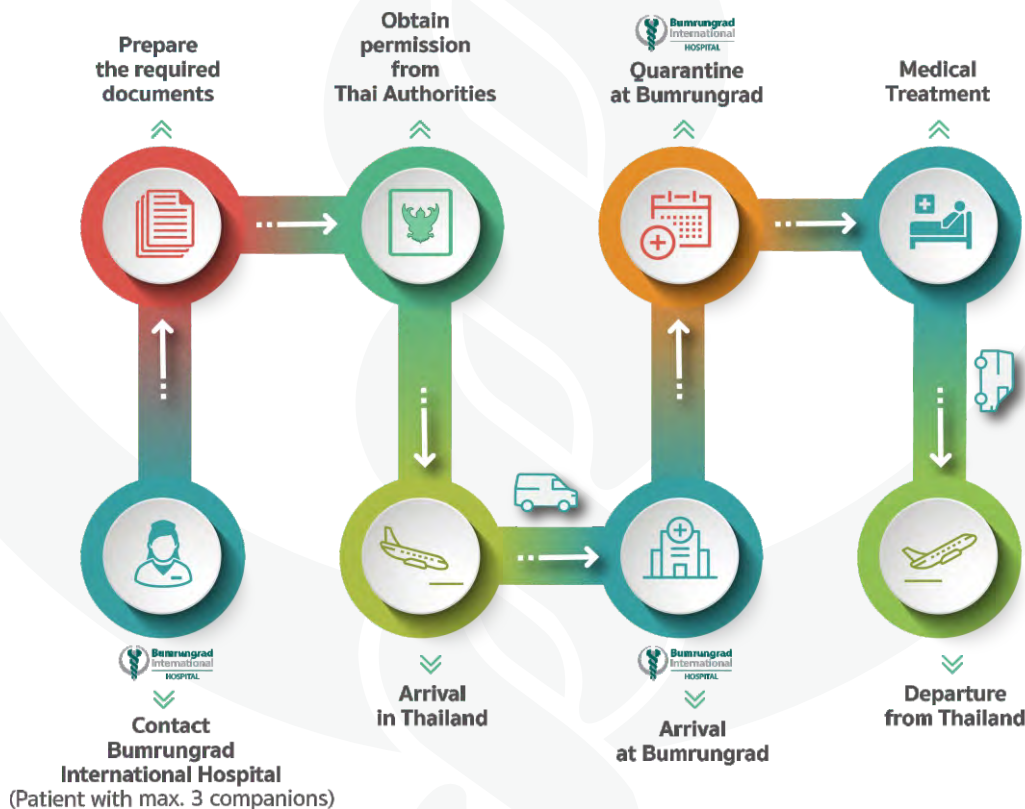 Prepare
the required
documents
Obtain
permission
from
Thai Authorities
Bumrungrad
International
HOSPITAL
Quarantine
at Bumrungrad
Medical
Treatment
Bumrungrad
International
HOSPITAL
Contact
Bumrungrad
International Hospital
(Patient with max. 3 companions)
Arrival
in Thailand
Bumrungrad
International
HOSPITAL
Arrival
at Bumrungrad
Departure
from Thailand